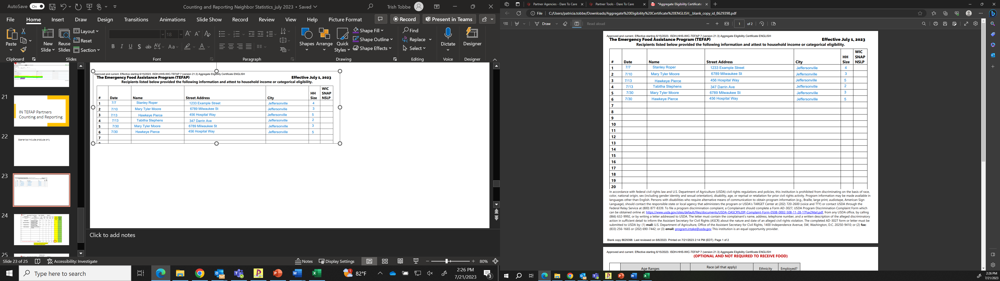 AutoSave On Counting and Reporting Neighbor Statistics_july 2023 • Saved Trish Tobbe
File Home Insert Draw Design Transitions Animations Slide Show Record Review View Help Picture Format Record Present in Teams
Paste
New Slide
Reuse Slides
Layout
Reset
Section
18
B I U S ab AV Aa A
Shapes Arrange Quick Styles
Shape Fill
Shape Outline
Shape Effects
Find
Replace
Select
Dictate
Designer
Clipboard Slides Font Paragraph Drawing Editing Voice Designer
21
IN TEFAP Partners
Counting and Reporting
22
Scenarios-include produce only
23
24
25
Approved and current. Effective starting 6/15/2023. ISDH-HHS-WIC-TEFAP 7 (version 21.3) Aggregate Eligibility Certificate ENGLISH
The Emergency Food Assistance Program (TEFAP) Effective July 1, 2023
Recipients listed below provided the following information and attest to household income or categorical eligibility.
# Date Name Street Address City HH Size WIC SNAP NSLP
1 7/7 Stanley Roper 1233 Example Street Jeffersonville 4
2 7/10 Mary Tyler Moore 6789 Milwaukee St Jeffersonville 3
3 7/13 Hawkeye Pierce 456 Hospital Way Jeffersonville 5
4 7/13 Tabitha Stephens 347 Darrin Ave Jeffersonville 2
5 7/30 Mary Tyler Moore 6789 Milwaukee St Jeffersonville 3
6 7/30 Hawkeye Pierce 456 Hospital Way Jeffersonville 5
7
Click to add notes
Slide 23 of 25 Accessibility: Investigate Notes Display Settings 80%
Type here to search 82°F 2:26 PM
7/21/2023 3
Partner Agencies - Dare To Care Partner Tools - Dare To Care *Aggregate Eligibility Certificate
File C:/Users/patricia.tobbe/Downloads/Aggregate%20Eligibility%20Certificate%20ENGLISH__blank_copy_id_8629398.pdf
Draw Read aloud 1 of 2
Approved and current. Effective starting 6/15/2023. ISDH-HHS-WIC-TEFAP 7 (version 21.3) Aggregate Eligibility Certificate ENGLISH
The Emergency Food Assistance Program (TEFAP) Effective July 1, 2023
Recipients listed below provided the following information and attest to household income or categorical eligibility.
# Date Name Street Address City HH Size WIC SNAP NSLP
1 7/7 Stanley Roper 1233 Example Street Jeffersonville 4
2 7/10 Mary Tyler Moore 6789 Milwaukee St Jeffersonville 3
3 7/13 Hawkeye Pierce 456 Hospital Way Jeffersonville 5
4 7/13 Tabitha Stephens 347 Darrin Ave Jeffersonville 2
5 7/30 Mary Tyler Moore 6789 Milwaukee St Jeffersonville 3
6 7/30 Hawkeye Pierce 456 Hospital Way Jeffersonville 5
7
8
9
10
11
12
13
14
15
16
17
18
19
20
In accordance with federal civil rights law and U.S. Department of Agriculture (USDA) civil rights regulations and policies, this institution is prohibited from discriminating on the basis of race,
color, national origin, sex (including gender identity and sexual orientation), disability, age, or reprisal or retaliation for prior civil rights activity. Program information may be made available in
languages other than English. Persons with disabilities who require alternative means of communication to obtain program information (e.g., Braille, large print, audiotape, American Sign
Language), should contact the responsible state or local agency that administers the program or USDA's TARGET Center at (202) 720-2600 (voice and TTY) or contact USDA through the
Federal Relay Service at (800) 877-8339. To file a program discrimination complaint, a Complainant should complete a Form AD-3027, USDA Program Discrimination Complaint Form which
can be obtained online at: https://www.usda.gov/sites/default/files/documents/USDA-OASCR%20P-Complaint-Form-0508-0002-508-11-28-17Fax2Mail.pdf, from any USDA office, by calling
(866) 632-9992, or by writing a letter addressed to USDA. The letter must contain the complainant's name, address, telephone number, and a written description of the alleged discriminatory
action in sufficient detail to inform the Assistant Secretary for Civil Rights (ASCR) about the nature and date of an alleged civil rights violation. The completed AD-3027 form or letter must be
submitted to USDA by: (1) mail: U.S. Department of Agriculture, Office of the Assistant Secretary for Civil Rights, 1400 Independence Avenue, SW, Washington, D.C. 20250-9410; or (2) fax:
(833) 256-1665 or (202) 690-7442; or (3) email: program.intake@usda.gov This institution is an equal opportunity provider.
Blank copy 8629398. Last reviewed on 6/6/2023. Printed on 7/21/2023 2:14 PM (EDT). Page 1 of 2
Approved and current. Effective starting 6/15/2023. ISDH-HHS-WIC-TEFAP 7 (version 21.3) Aggregate Eligibility Certificate ENGLISH
(OPTIONAL AND NOT REQUIRED TO RECEIVE FOOD)
Age Ranges Race (all that apply) Ethnicity Employed?
2:26 PM
7/21/2023